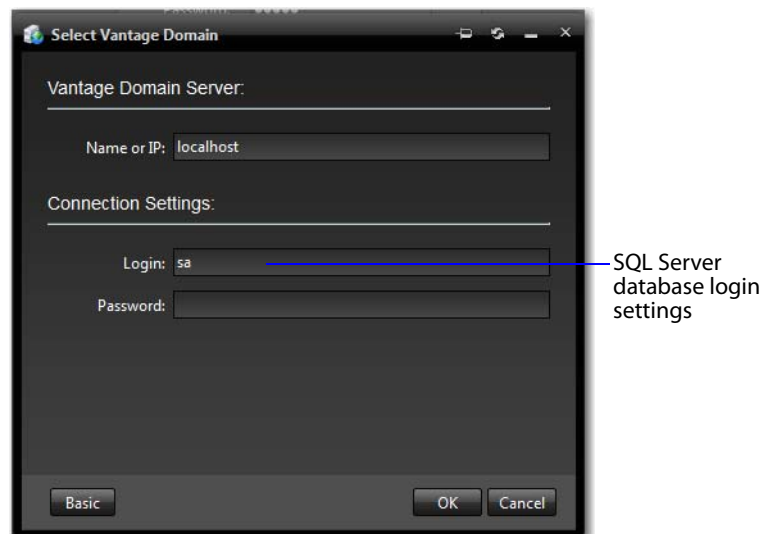 Password:
Select Vantage Domain
Vantage Domain Server:
Name or IP: localhost
Connection Settings:
Login: sa
Password:
SQL Server
database login
settings
Basic
OK Cancel